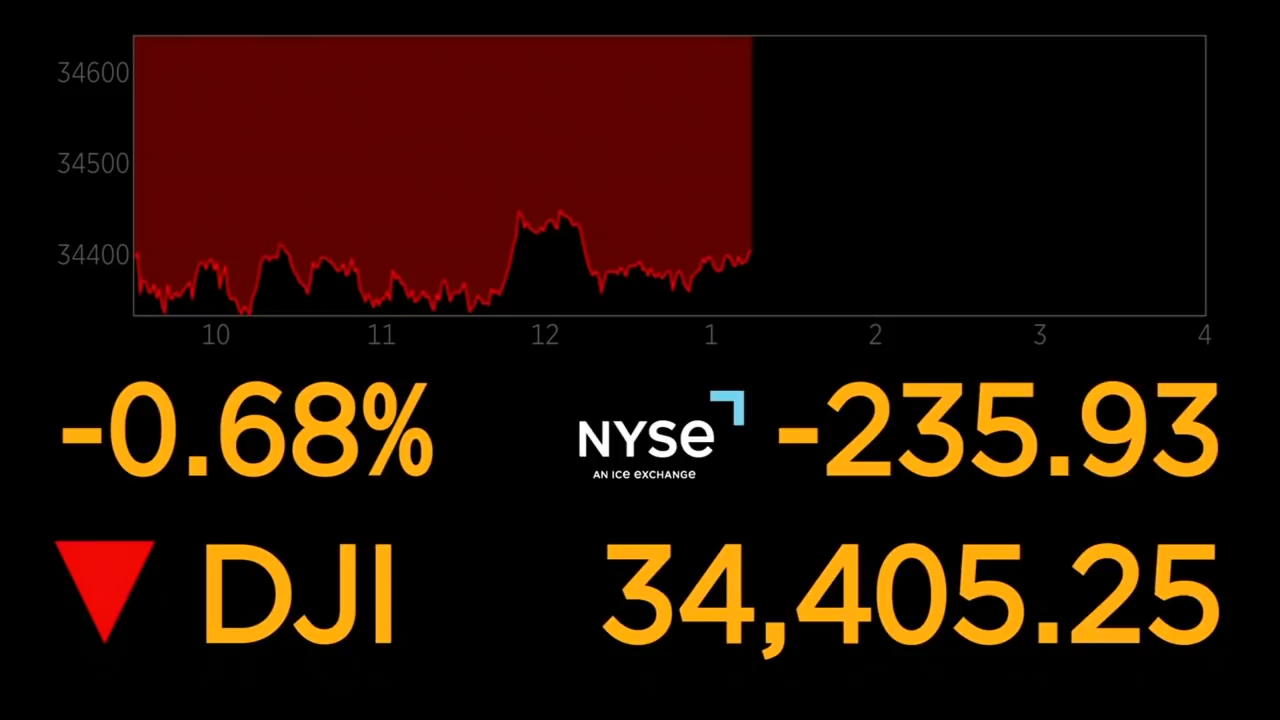 34600
34500
34400
10 11 12 1 2 3 4
-0.68% NYSE -235.93
AN ICE EXCHANGE
DJI 34,405.25